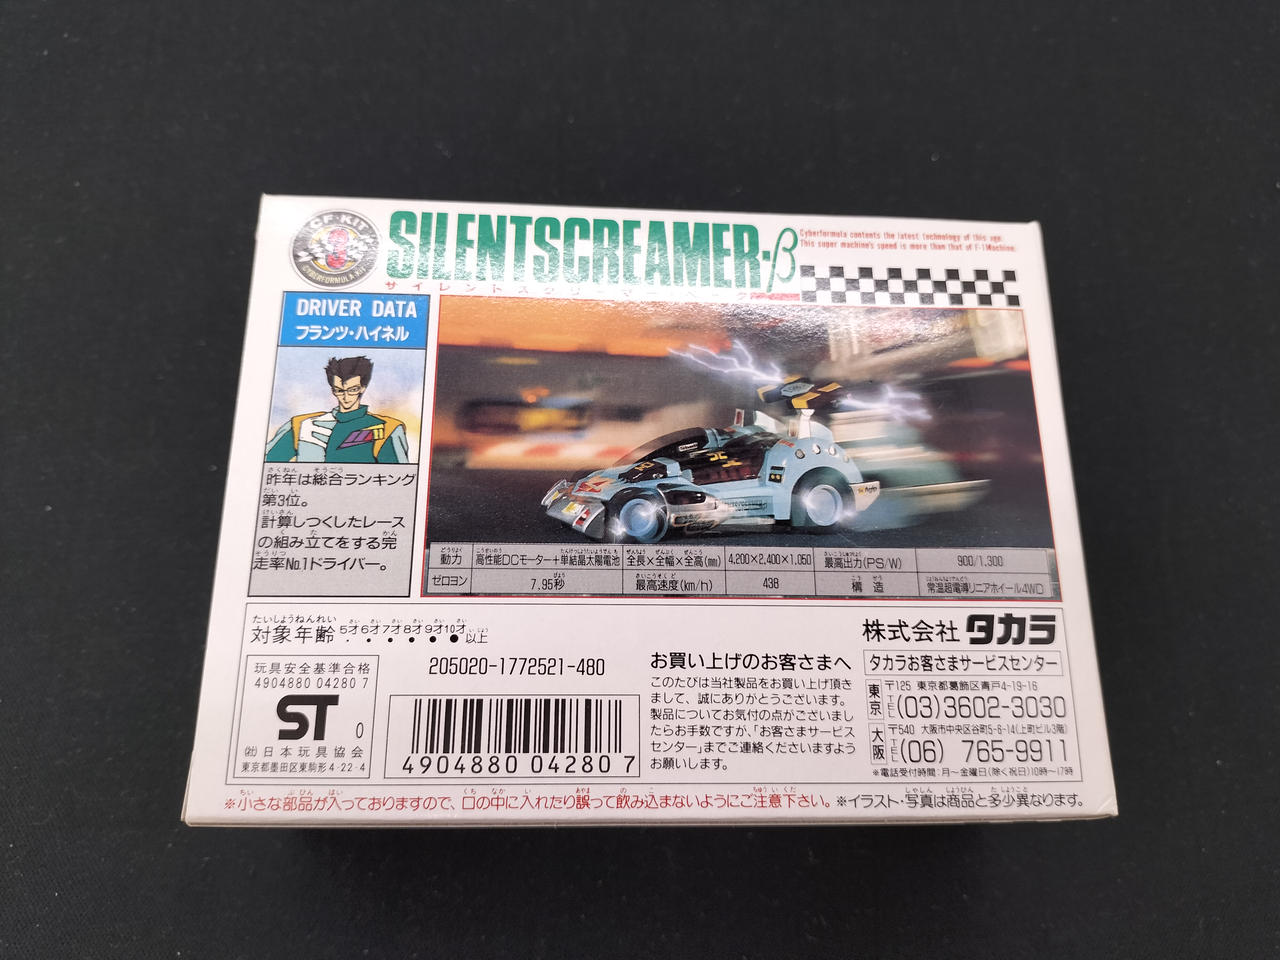 CF-KIT
CYBERFORMULA KIT
SILENTSCREAMER-β
サイレントスクリーマーベータ
Cyberformula contents the latest technology of this age.
This super machine's speed is more than that of F-1Machine.
DRIVER DATA
フランツ・ハイネル
昨年は総合ランキング
第3位。
計算しつくしたレース
の組み立てをする完
走率No.1ドライバー。
動力 高性能DCモーター+単結晶太陽電池 全長×全幅×全高(㎜) 4,200×2,400×1,050 最高出力(PS/W) 900/1,300
ゼロヨン 7.95秒 最高速度(km/h) 438 構造 常温超電導リニアホイール4WD
対象年齢 5才 6才 7才 8才 9才 10才以上
株式会社 タカラ
玩具安全基準合格
4904880 04280 7
ST 0
㈳日本玩具協会
東京都墨田区東駒形4-22-4
205020-1772521-480
4904880 04280 7
お買い上げのお客さまへ
このたびは当社製品をお買い上げ頂き
まして、誠にありがとうございます。
製品についてお気付の点がございまし
たらお手数ですが、「お客さまサービス
センター」までご連絡くださいますよう
お願いします。
タカラお客さまサービスセンター
東京 〒125 東京都葛飾区青戸4-19-16
TEL (03)3602-3030
大阪 〒540 大阪市中央区谷町5-6-14(上町ビル3階)
TEL (06) 765-9911
※電話受付時間:月〜金曜日(除く祝日)10時〜17時
※小さな部品が入っておりますので、口の中に入れたり誤って飲み込まないようにご注意下さい。※イラスト・写真は商品と多少異なります。